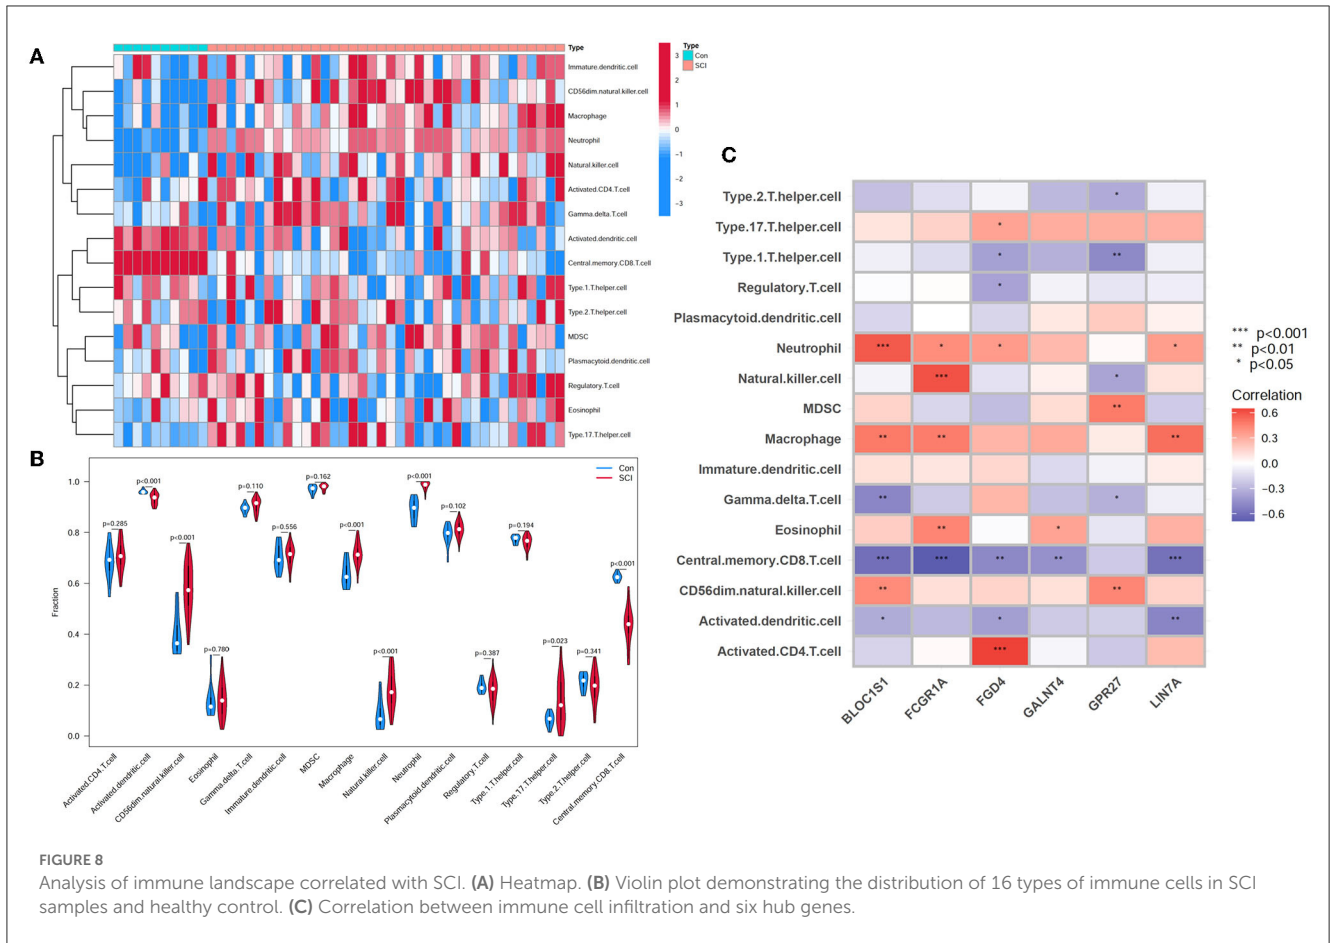 A
Type
Immature.dendritic.cell
CD56dim.natural.killer.cell
Macrophage
Neutrophil
Natural.killer.cell
Activated.CD4.T.cell
Gamma.delta.T.cell
Activated.dendritic.cell
Central.memory.CD8.T.cell
Type.1.T.helper.cell
Type.2.T.helper.cell
MDSC
Plasmacytoid.dendritic.cell
Regulatory.T.cell
Eosinophil
Type.17.T.helper.cell
3
2
1
0
−1
−2
−3
Type
Con
SCI
B
Con
SCI
Fraction
1.0
0.8
0.6
0.4
0.2
0.0
p=0.285
p<0.001
p<0.001
p=0.780
p=0.110
p=0.556
p=0.162
p<0.001
p<0.001
p<0.001
p=0.102
p=0.387
p=0.194
p=0.023
p=0.341
p<0.001
Activated.CD4.T.cell
Activated.dendritic.cell
CD56dim.natural.killer.cell
Eosinophil
Gamma.delta.T.cell
Immature.dendritic.cell
MDSC
Macrophage
Natural.killer.cell
Neutrophil
Plasmacytoid.dendritic.cell
Regulatory.T.cell
Type.1.T.helper.cell
Type.17.T.helper.cell
Type.2.T.helper.cell
Central.memory.CD8.T.cell
C
Type.2.T.helper.cell *
Type.17.T.helper.cell *
Type.1.T.helper.cell * **
Regulatory.T.cell *
Plasmacytoid.dendritic.cell
Neutrophil *** * * *
Natural.killer.cell *** *
MDSC **
Macrophage ** ** **
Immature.dendritic.cell
Gamma.delta.T.cell ** *
Eosinophil ** *
Central.memory.CD8.T.cell *** *** ** ** ***
CD56dim.natural.killer.cell ** **
Activated.dendritic.cell * * **
Activated.CD4.T.cell ***
BLOC1S1
FCGR1A
FGD4
GALNT4
GPR27
LIN7A
*** p<0.001
** p<0.01
* p<0.05
Correlation
0.6
0.3
0.0
−0.3
−0.6
FIGURE 8
Analysis of immune landscape correlated with SCI. (A) Heatmap. (B) Violin plot demonstrating the distribution of 16 types of immune cells in SCI
samples and healthy control. (C) Correlation between immune cell infiltration and six hub genes.